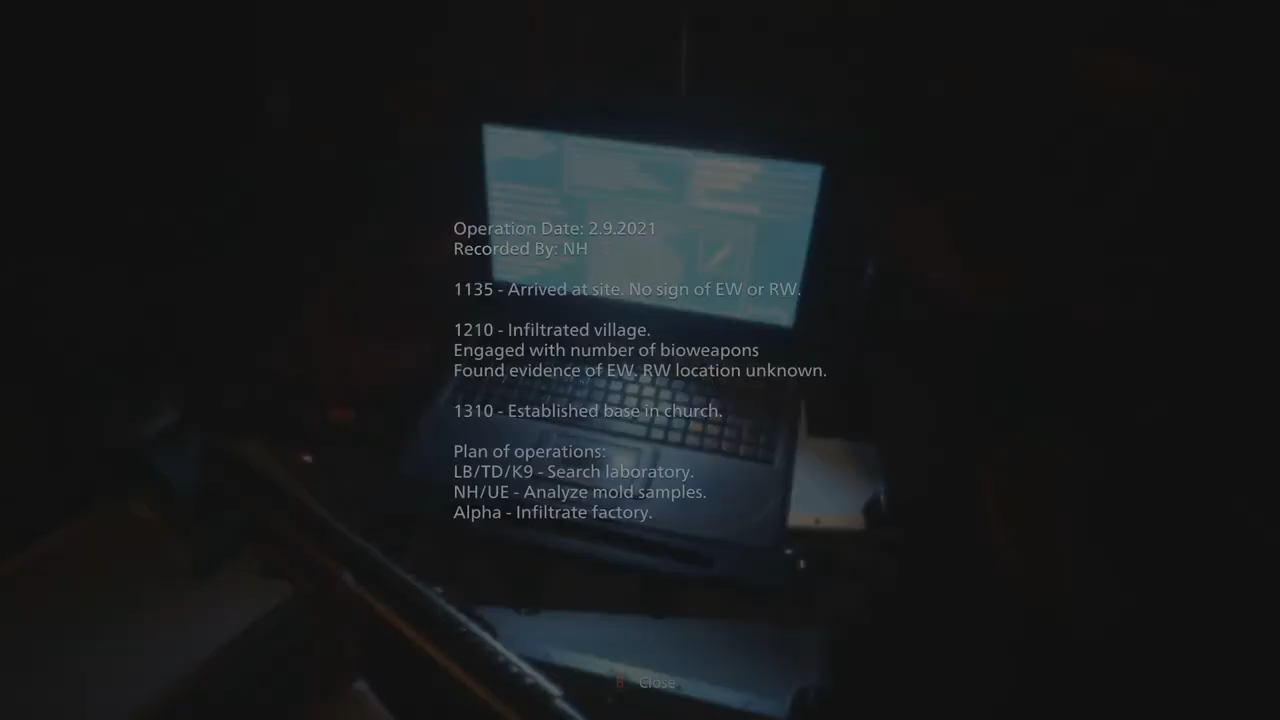 Operation Date: 2.9.2021
Recorded By: NH
1135 - Arrived at site. No sign of EW or RW.
1210 - Infiltrated village.
Engaged with number of bioweapons
Found evidence of EW. RW location unknown.
1310 - Established base in church.
Plan of operations:
LB/TD/K9 - Search laboratory.
NH/UE - Analyze mold samples.
Alpha - Infiltrate factory.
B Close